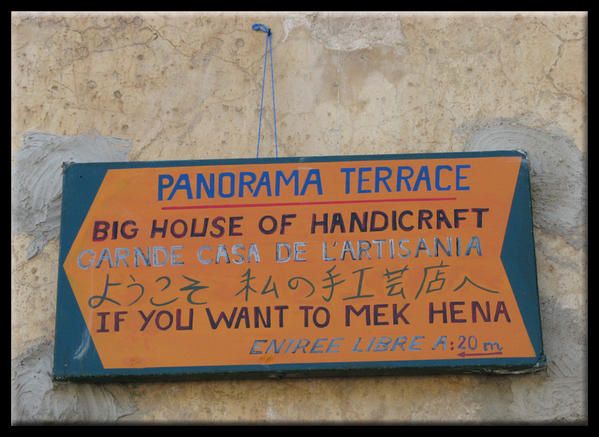 PANORAMA TERRACE
BIG HOUSE OF HANDICRAFT
GARNDE CASA DE L'ARTISANIA
ようこそ 私の手工芸店へ
IF YOU WANT TO MEK HENA
ENIREE LIBRE A:20 m